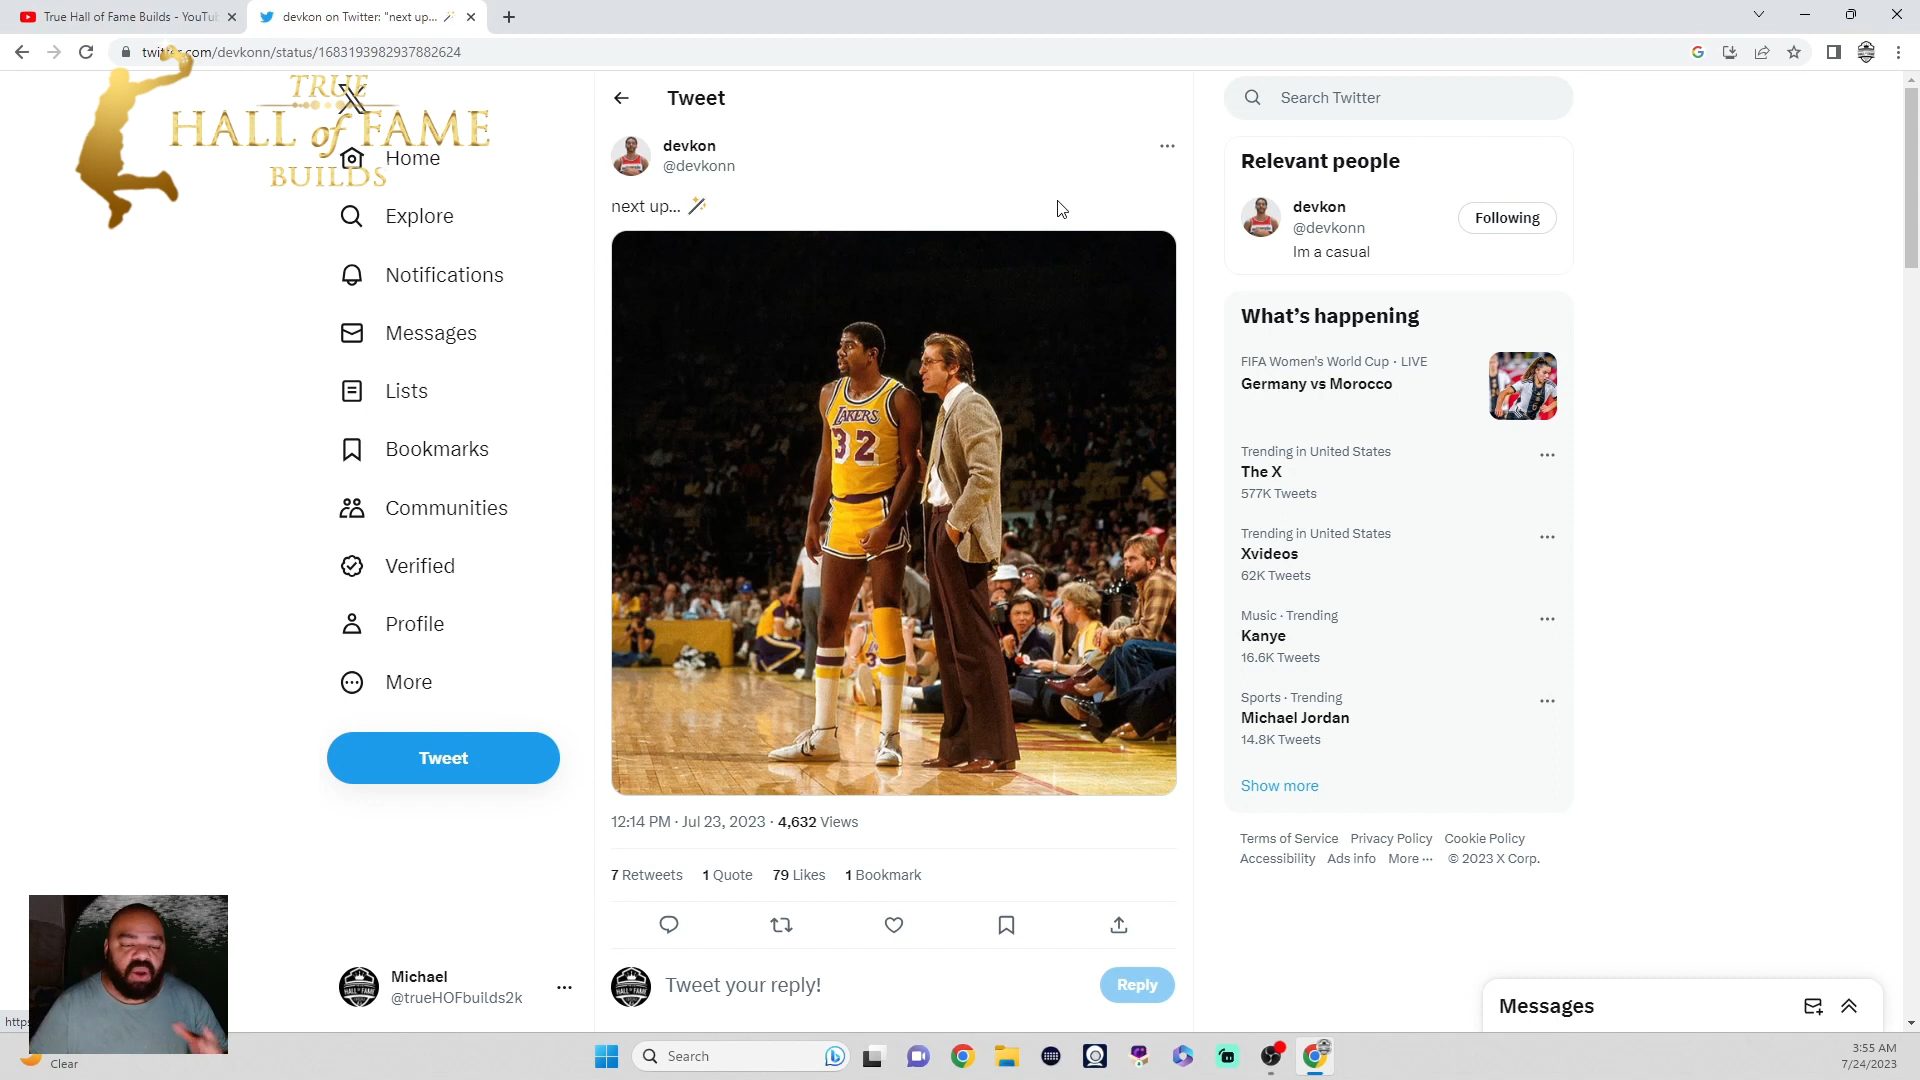 True Hall of Fame Builds - YouTu
devkon on Twitter: "next up...
twitter.com/devkonn/status/1683193982937882624
TRUE
HALL of FAME
BUILDS
Home
Explore
Notifications
Messages
Lists
Bookmarks
Communities
Verified
Profile
More
Tweet
Michael
@trueHOFbuilds2k
Tweet
devkon
@devkonn
next up...
LAKERS
32
12:14 PM · Jul 23, 2023 · 4,632 Views
7 Retweets 1 Quote 79 Likes 1 Bookmark
Tweet your reply!
Reply
Search Twitter
Relevant people
devkon
@devkonn
Following
Im a casual
What's happening
FIFA Women's World Cup · LIVE
Germany vs Morocco
Trending in United States
The X
577K Tweets
Trending in United States
Xvideos
62K Tweets
Music · Trending
Kanye
16.6K Tweets
Sports · Trending
Michael Jordan
14.8K Tweets
Show more
Terms of Service Privacy Policy Cookie Policy
Accessibility Ads info More ··· © 2023 X Corp.
Messages
Clear
Search
3:55 AM
7/24/2023